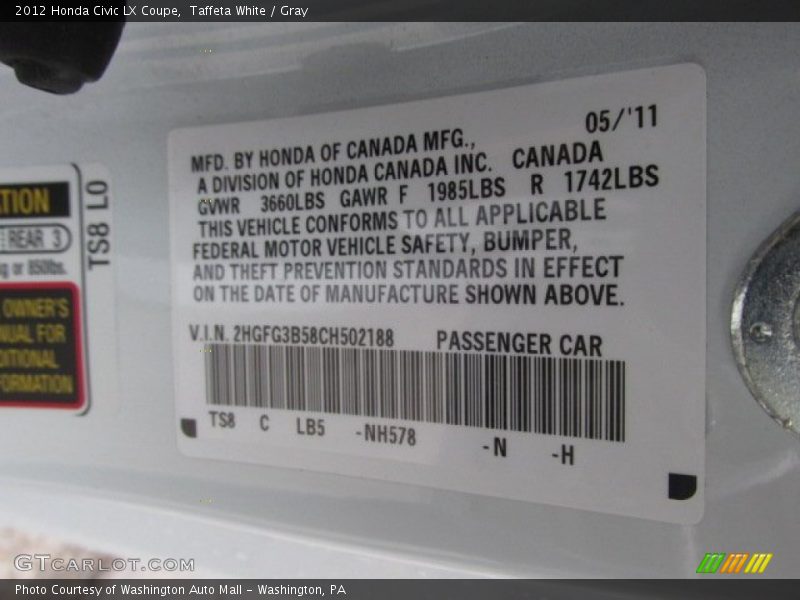 2012 Honda Civic LX Coupe, Taffeta White / Gray
05/'11
MFD. BY HONDA OF CANADA MFG.,
A DIVISION OF HONDA CANADA INC. CANADA
GVWR 3660LBS GAWR F 1985LBS R 1742LBS
THIS VEHICLE CONFORMS TO ALL APPLICABLE
FEDERAL MOTOR VEHICLE SAFETY, BUMPER,
AND THEFT PREVENTION STANDARDS IN EFFECT
ON THE DATE OF MANUFACTURE SHOWN ABOVE.
V.I.N. 2HGFG3B58CH502188 PASSENGER CAR
TS8 C LB5 -NH578 -N -H
TION
REAR 3
or 850lbs.
OWNER'S
NUAL FOR
DITIONAL
FORMATION
TS8 L0
GTCARLOT.COM
Photo Courtesy of Washington Auto Mall - Washington, PA